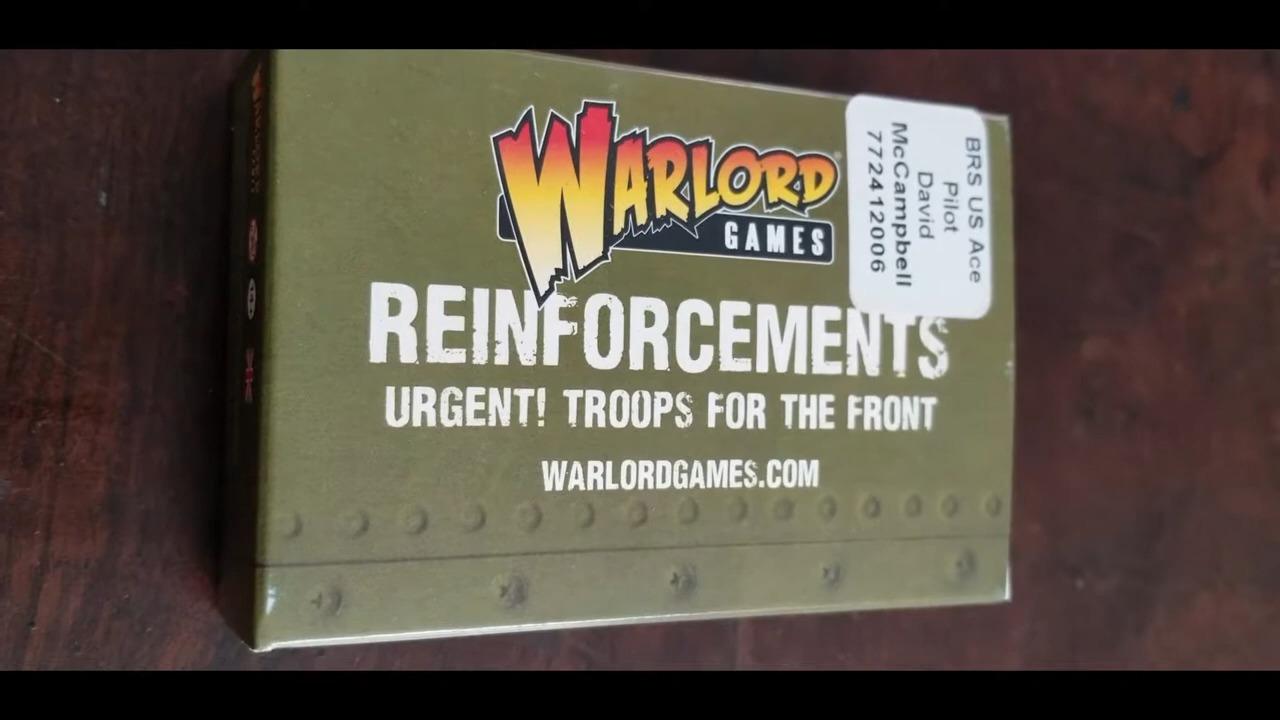 WARLORD
GAMES
REINFORCEMENTS
URGENT! TROOPS FOR THE FRONT
WARLORDGAMES.COM
BRS US Ace
Pilot
David
McCampbell
772412006